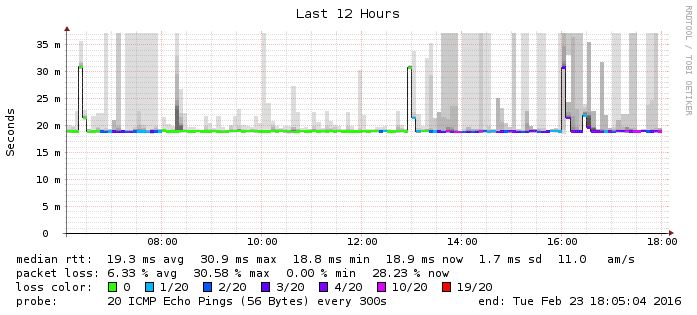 Last 12 Hours
RRDTOOL / TOBI OETIKER
Seconds
35 m
30 m
25 m
20 m
15 m
10 m
5 m
0
08:00 10:00 12:00 14:00 16:00 18:00
median rtt: 19.3 ms avg 30.9 ms max 18.8 ms min 18.9 ms now 1.7 ms sd 11.0 am/s
packet loss: 6.33 % avg 30.58 % max 0.00 % min 28.23 % now
loss color: 0 1/20 2/20 3/20 4/20 10/20 19/20
probe: 20 ICMP Echo Pings (56 Bytes) every 300s end: Tue Feb 23 18:05:04 2016